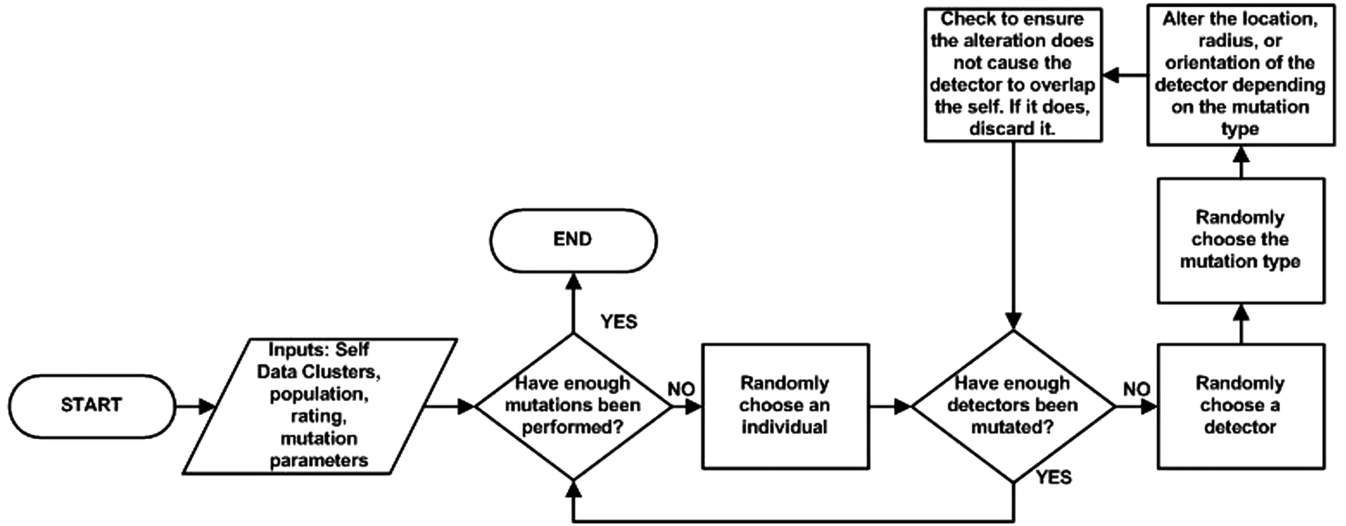 START
Inputs: Self
Data Clusters,
population,
rating,
mutation
parameters
Have enough
mutations been
performed?
YES
END
NO
Randomly
choose an
individual
Have enough
detectors been
mutated?
YES
NO
Randomly
choose a
detector
Randomly
choose the
mutation type
Alter the location,
radius, or
orientation of the
detector depending
on the mutation
type
Check to ensure
the alteration does
not cause the
detector to overlap
the self. If it does,
discard it.